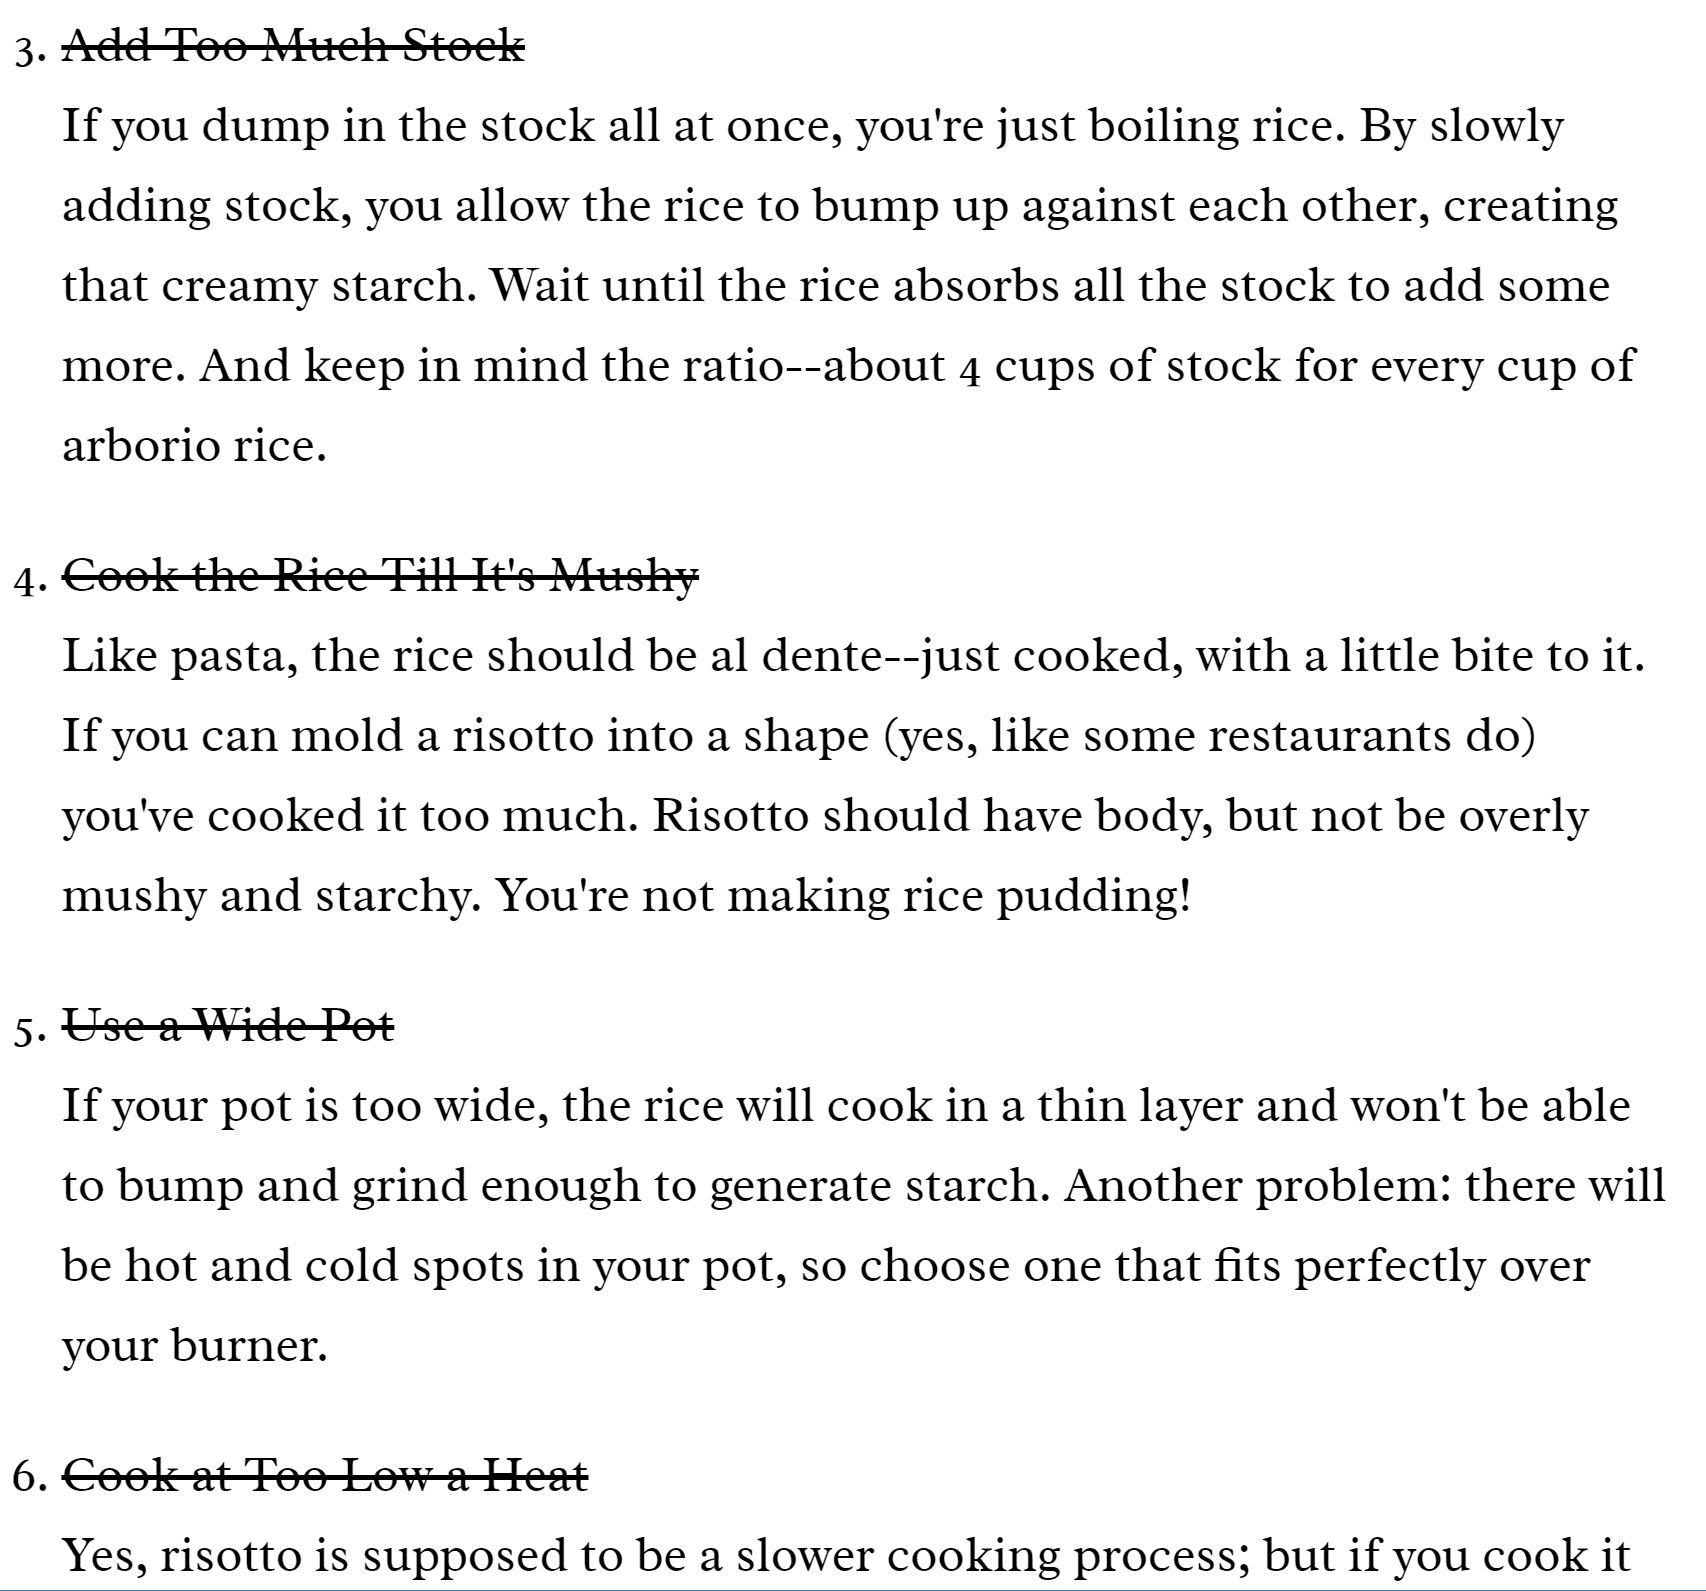 3. Add Too Much Stock
If you dump in the stock all at once, you're just boiling rice. By slowly
adding stock, you allow the rice to bump up against each other, creating
that creamy starch. Wait until the rice absorbs all the stock to add some
more. And keep in mind the ratio--about 4 cups of stock for every cup of
arborio rice.
4. Cook the Rice Till It's Mushy
Like pasta, the rice should be al dente--just cooked, with a little bite to it.
If you can mold a risotto into a shape (yes, like some restaurants do)
you've cooked it too much. Risotto should have body, but not be overly
mushy and starchy. You're not making rice pudding!
5. Use a Wide Pot
If your pot is too wide, the rice will cook in a thin layer and won't be able
to bump and grind enough to generate starch. Another problem: there will
be hot and cold spots in your pot, so choose one that fits perfectly over
your burner.
6. Cook at Too Low a Heat
Yes, risotto is supposed to be a slower cooking process; but if you cook it